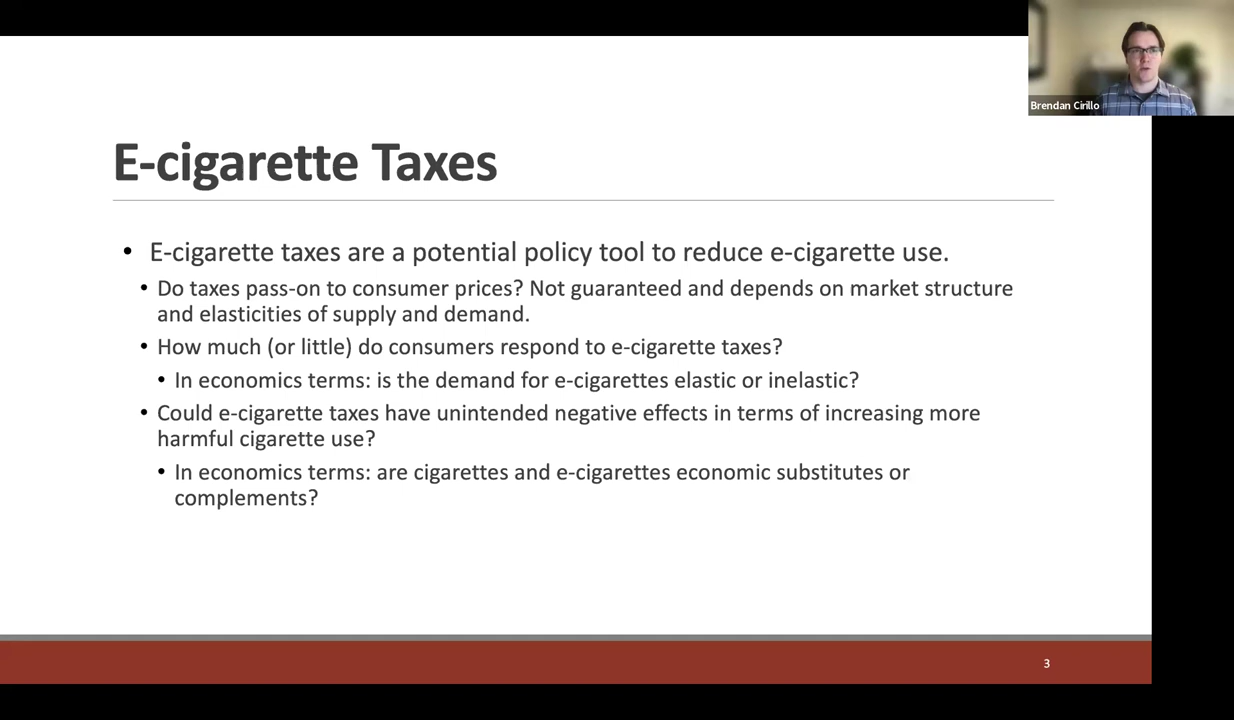 Brendan Cirillo
E-cigarette Taxes
• E-cigarette taxes are a potential policy tool to reduce e-cigarette use.
• Do taxes pass-on to consumer prices? Not guaranteed and depends on market structure
and elasticities of supply and demand.
• How much (or little) do consumers respond to e-cigarette taxes?
• In economics terms: is the demand for e-cigarettes elastic or inelastic?
• Could e-cigarette taxes have unintended negative effects in terms of increasing more
harmful cigarette use?
• In economics terms: are cigarettes and e-cigarettes economic substitutes or
complements?
3